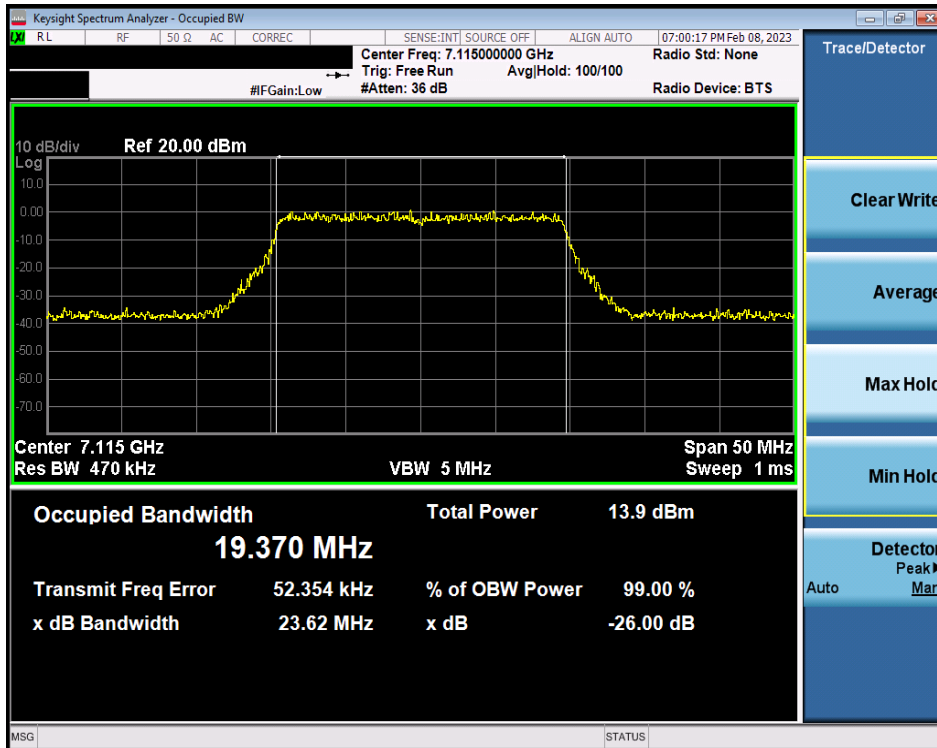 Keysight Spectrum Analyzer - Occupied BW
LXI RL RF 50 Ω AC CORREC SENSE:INT SOURCE OFF ALIGN AUTO 07:00:17 PM Feb 08, 2023
Center Freq: 7.115000000 GHz Radio Std: None
Trig: Free Run Avg|Hold: 100/100
#IFGain:Low #Atten: 36 dB Radio Device: BTS
10 dB/div Ref 20.00 dBm
Log
10.0
0.00
-10.0
-20.0
-30.0
-40.0
-50.0
-60.0
-70.0
Center 7.115 GHz Span 50 MHz
Res BW 470 kHz VBW 5 MHz Sweep 1 ms
Occupied Bandwidth Total Power 13.9 dBm
19.370 MHz
Transmit Freq Error 52.354 kHz % of OBW Power 99.00 %
x dB Bandwidth 23.62 MHz x dB -26.00 dB
Trace/Detector
Clear Write
Average
Max Hold
Min Hold
Detector
Peak
Auto Man
MSG STATUS